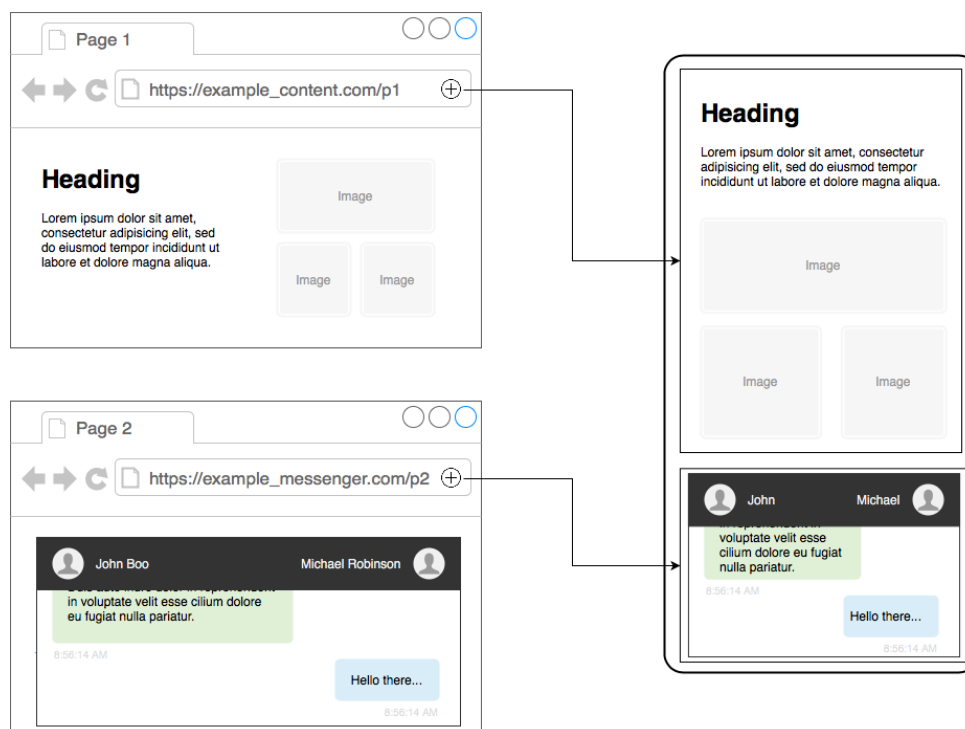 Page 1
https://example_content.com/p1
Heading
Lorem ipsum dolor sit amet,
consectetur adipisicing elit, sed
do eiusmod tempor incididunt ut
labore et dolore magna aliqua.
Image
Image
Image
Page 2
https://example_messenger.com/p2
John Boo
Michael Robinson
in voluptate velit esse cilium dolore
eu fugiat nulla pariatur.
8:56:14 AM
Hello there...
8:56:14 AM
Heading
Lorem ipsum dolor sit amet, consectetur
adipisicing elit, sed do eiusmod tempor
incididunt ut labore et dolore magna aliqua.
Image
Image
Image
John
Michael
in reprehenderit in
voluptate velit esse
cilium dolore eu fugiat
nulla pariatur.
8:56:14 AM
Hello there...
8:56:14 AM